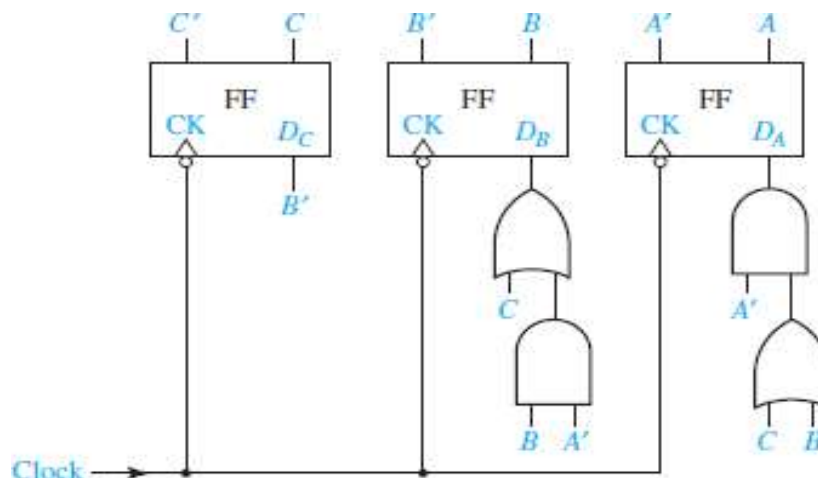 C′ C B′ B A′ A
FF FF FF
CK D_C CK D_B CK D_A
B′
C A′
B A′ C B
Clock